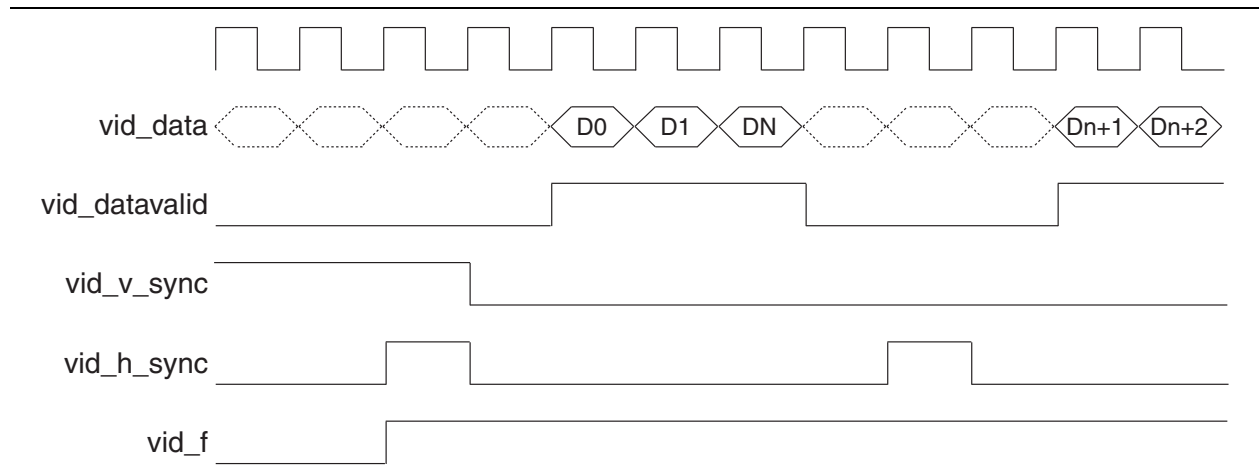 vid_data D0 D1 DN Dn+1 Dn+2
vid_datavalid
vid_v_sync
vid_h_sync
vid_f